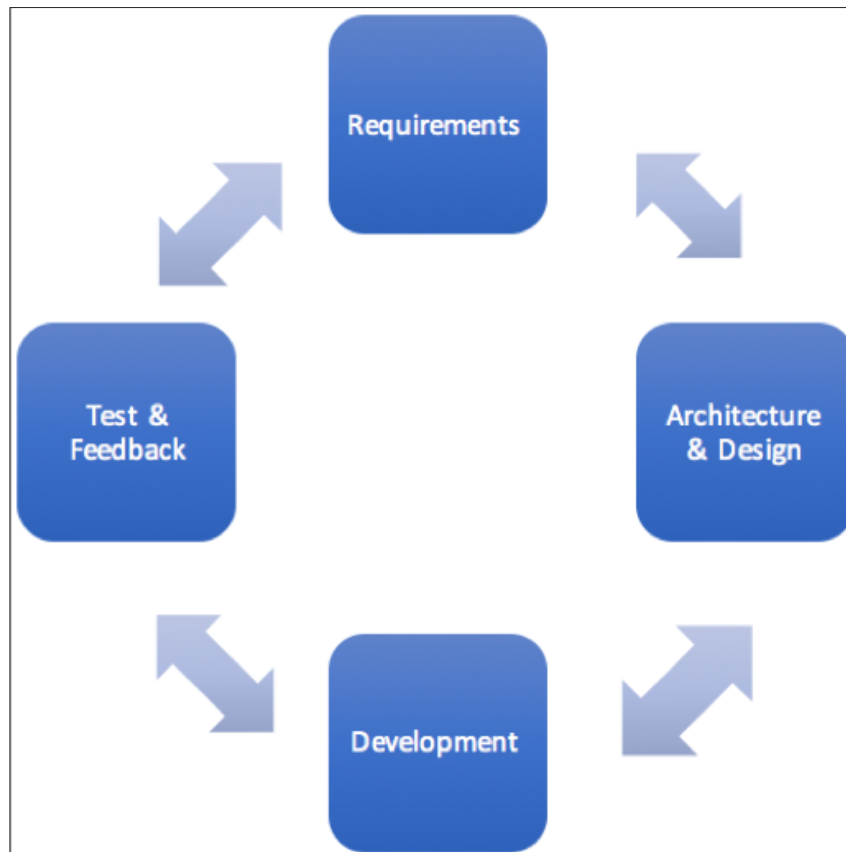 Requirements
Test &
Feedback
Architecture
& Design
Development